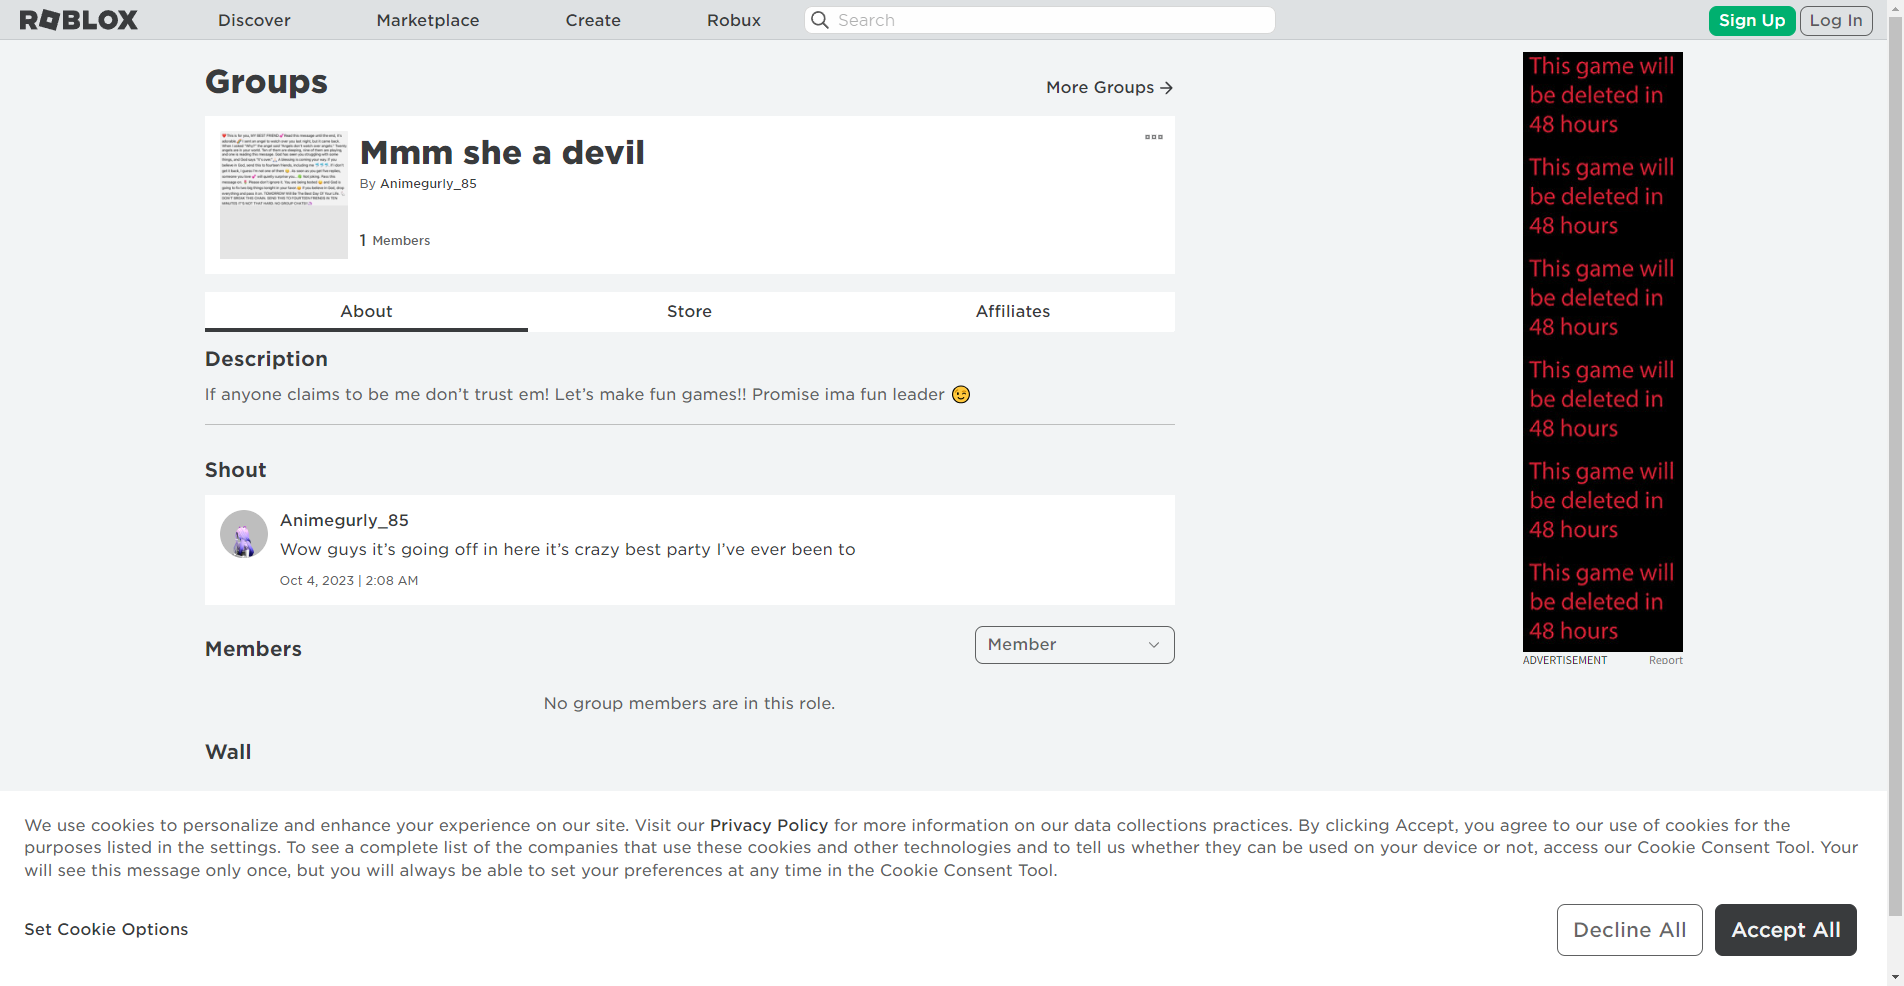 ROBLOX
Discover
Marketplace
Create
Robux
Search
Sign Up
Log In
Groups
More Groups →
Mmm she a devil
By Animegurly_85
1 Members
About
Store
Affiliates
Description
If anyone claims to be me don’t trust em! Let’s make fun games!! Promise ima fun leader 😉
Shout
Animegurly_85
Wow guys it’s going off in here it’s crazy best party I’ve ever been to
Oct 4, 2023 | 2:08 AM
Members
Member
No group members are in this role.
Wall
This game will
be deleted in
48 hours
This game will
be deleted in
48 hours
This game will
be deleted in
48 hours
This game will
be deleted in
48 hours
This game will
be deleted in
48 hours
This game will
be deleted in
48 hours
ADVERTISEMENT
Report
We use cookies to personalize and enhance your experience on our site. Visit our Privacy Policy for more information on our data collections practices. By clicking Accept, you agree to our use of cookies for the
purposes listed in the settings. To see a complete list of the companies that use these cookies and other technologies and to tell us whether they can be used on your device or not, access our Cookie Consent Tool. Your
will see this message only once, but you will always be able to set your preferences at any time in the Cookie Consent Tool.
Set Cookie Options
Decline All
Accept All